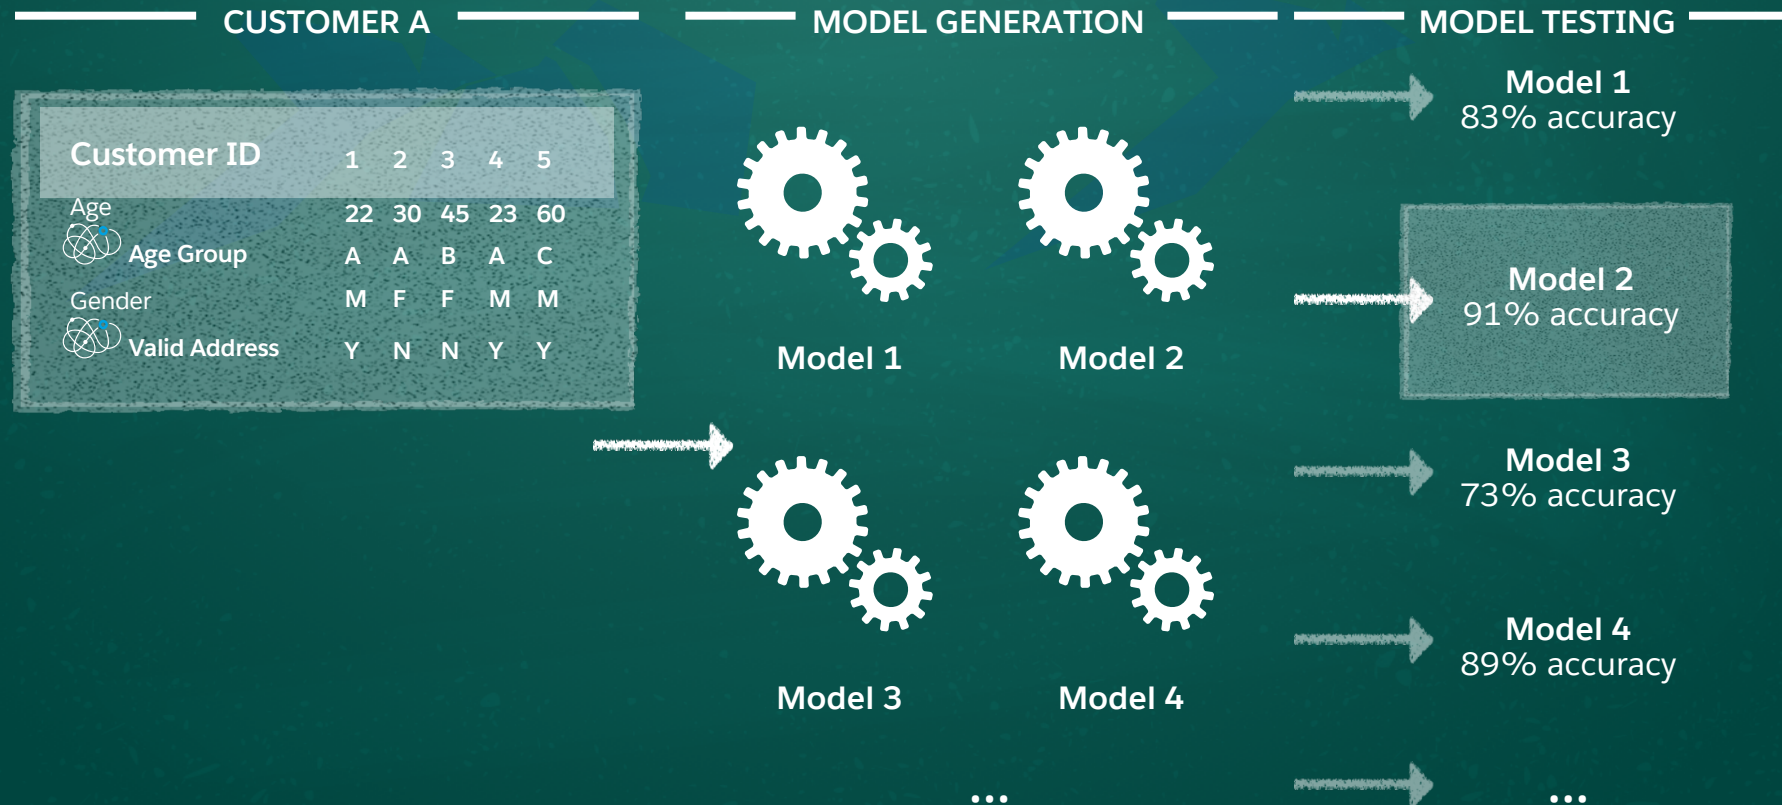 CUSTOMER A
Customer ID 1 2 3 4 5
Age 22 30 45 23 60
Age Group A A B A C
Gender M F F M M
Valid Address Y N N Y Y
MODEL GENERATION
Model 1
Model 2
Model 3
Model 4
...
MODEL TESTING
Model 1
83% accuracy
Model 2
91% accuracy
Model 3
73% accuracy
Model 4
89% accuracy
...